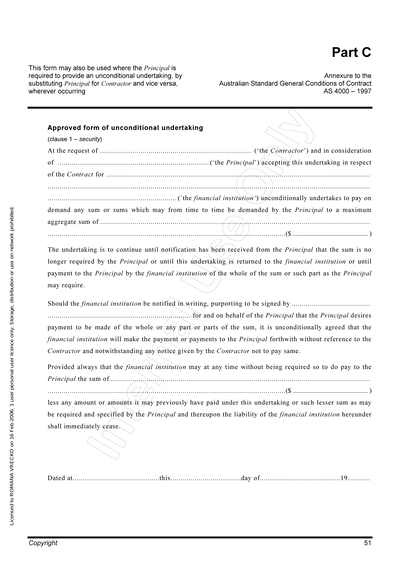 Part C
This form may also be used where the Principal is
required to provide an unconditional undertaking, by
substituting Principal for Contractor and vice versa,
wherever occurring
Annexure to the
Australian Standard General Conditions of Contract
AS 4000 – 1997
Approved form of unconditional undertaking
(clause 1 – security)
At the request of ........................................................................ ('the Contractor') and in consideration
of ........................................................................ ('the Principal') accepting this undertaking in respect
of the Contract for ........................................................................
........................................................................
............................................................ ('the financial institution') unconditionally undertakes to pay on
demand any sum or sums which may from time to time be demanded by the Principal to a maximum
aggregate sum of ........................................................................
........................................................................($ ....................................)
The undertaking is to continue until notification has been received from the Principal that the sum is no
longer required by the Principal or until this undertaking is returned to the financial institution or until
payment to the Principal by the financial institution of the whole of the sum or such part as the Principal
may require.
Should the financial institution be notified in writing, purporting to be signed by ....................................
........................................................................ for and on behalf of the Principal that the Principal desires
payment to be made of the whole or any part or parts of the sum, it is unconditionally agreed that the
financial institution will make the payment or payments to the Principal forthwith without reference to the
Contractor and notwithstanding any notice given by the Contractor not to pay same.
Provided always that the financial institution may at any time without being required so to do pay to the
Principal the sum of ........................................................................
........................................................................($ ....................................)
less any amount or amounts it may previously have paid under this undertaking or such lesser sum as may
be required and specified by the Principal and thereupon the liability of the financial institution hereunder
shall immediately cease.
Dated at........................................this................................day of........................................19...........
Internal Use Only
Licensed to ROMANA VRECKO on 16 Feb 2006. 1 user personal user licence only. Storage, distribution or use on network prohibited.
Copyright
51